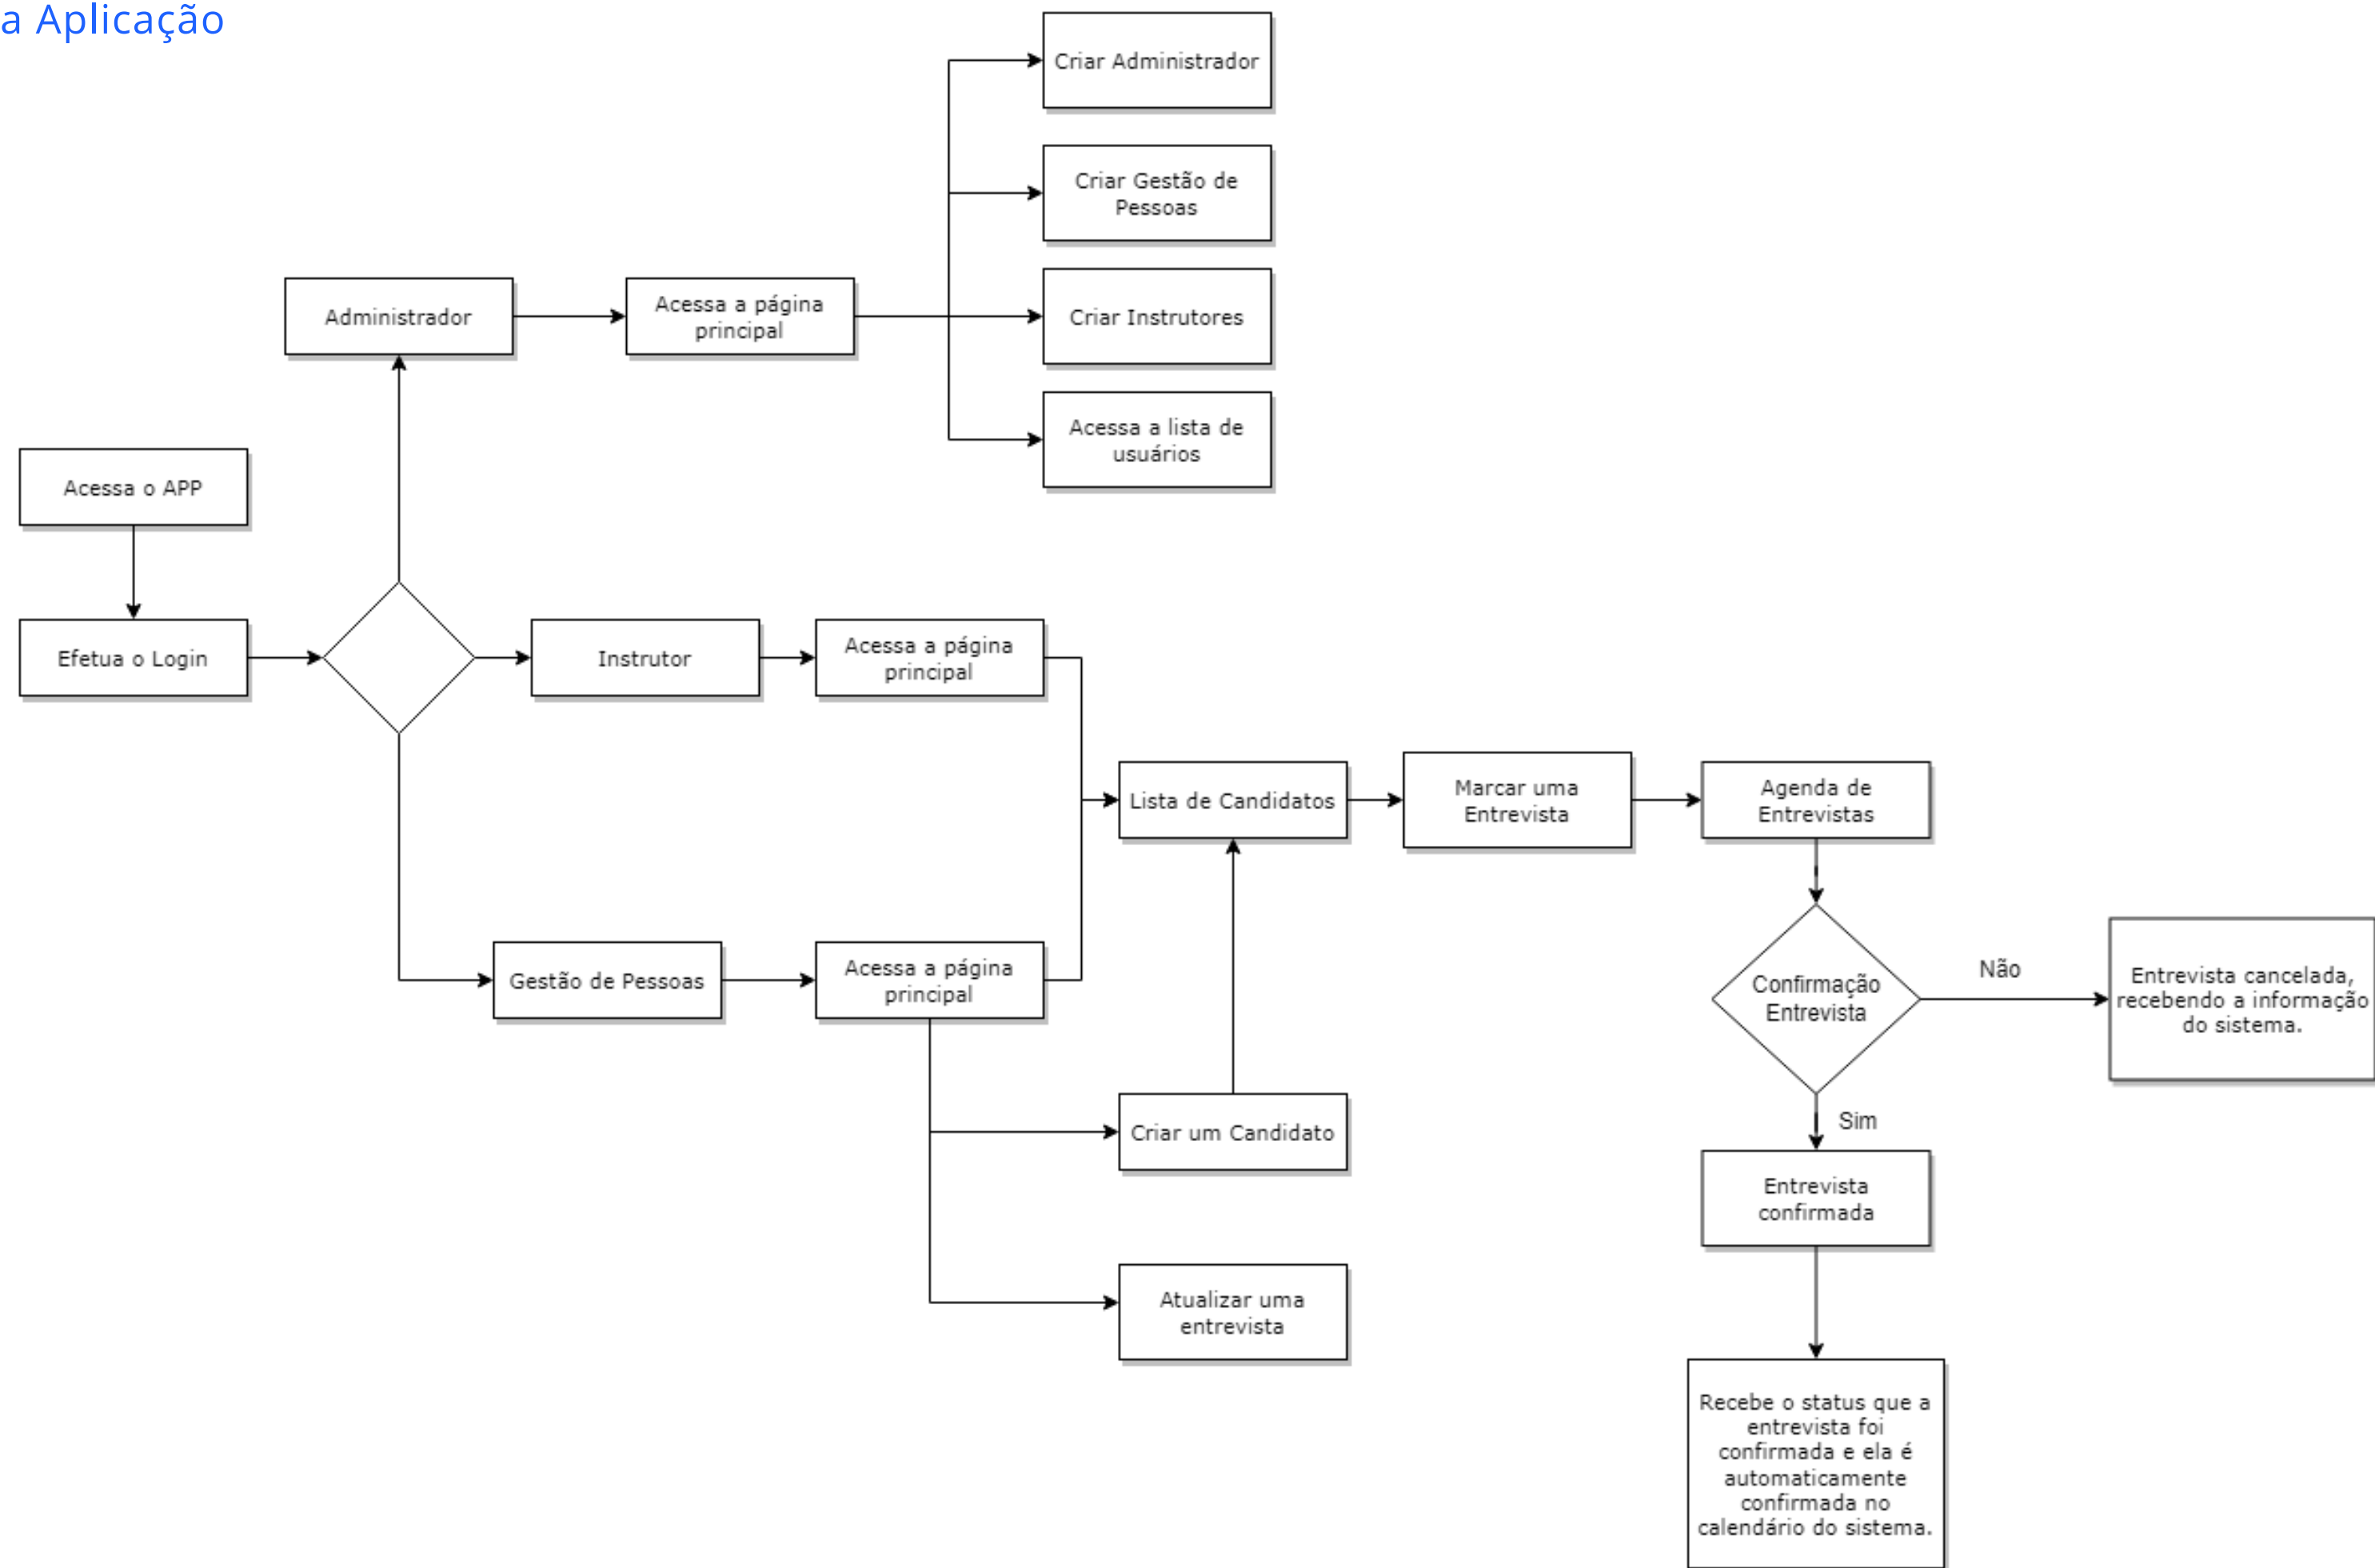 a Aplicação
Criar Administrador
Criar Gestão de
Pessoas
Administrador
Acessa a página
principal
Criar Instrutores
Acessa a lista de
usuários
Acessa o APP
Efetua o Login
Instrutor
Acessa a página
principal
Lista de Candidatos
Marcar uma
Entrevista
Agenda de
Entrevistas
Gestão de Pessoas
Acessa a página
principal
Confirmação
Entrevista
Não
Entrevista cancelada,
recebendo a informação
do sistema.
Criar um Candidato
Sim
Entrevista
confirmada
Atualizar uma
entrevista
Recebe o status que a
entrevista foi
confirmada e ela é
automaticamente
confirmada no
calendário do sistema.